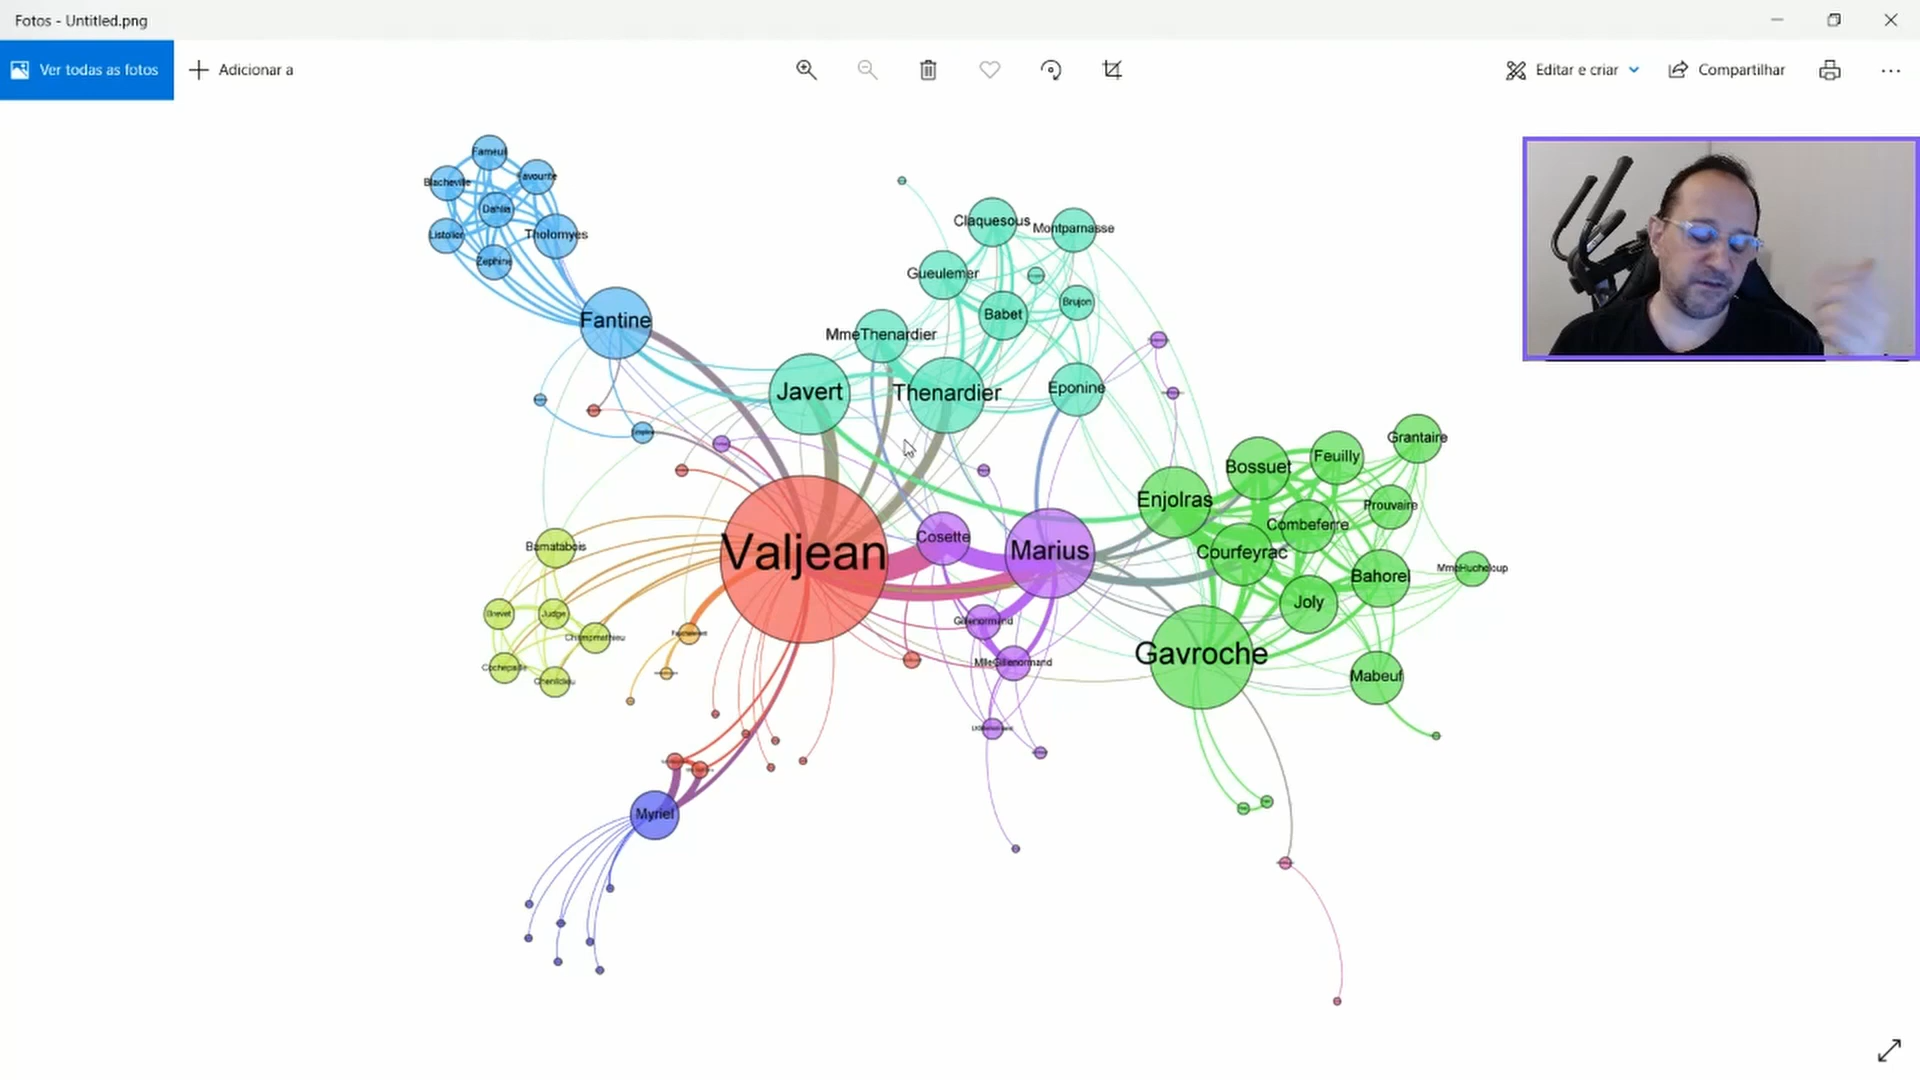 Fotos - Untitled.png
Ver todas as fotos
Adicionar a
Editar e criar
Compartilhar
Fameuil
Blacheville
Favourite
Dahlia
Listolier
Tholomyes
Zephine
Fantine
Claquesous
Montparnasse
Gueulemer
Brujon
Babet
MmeThenardier
Javert
Thenardier
Eponine
Grantaire
Bossuet
Feuilly
Enjolras
Prouvaire
Combeferre
Cosette
Marius
Valjean
Courfeyrac
MmeHucheloup
Bahorel
Bamatabois
Joly
Brevet
Judge
Gillenormand
Champmathieu
Fauchelevent
Gavroche
MlleGillenormand
Cochepaille
Chenildieu
Mabeuf
Myriel